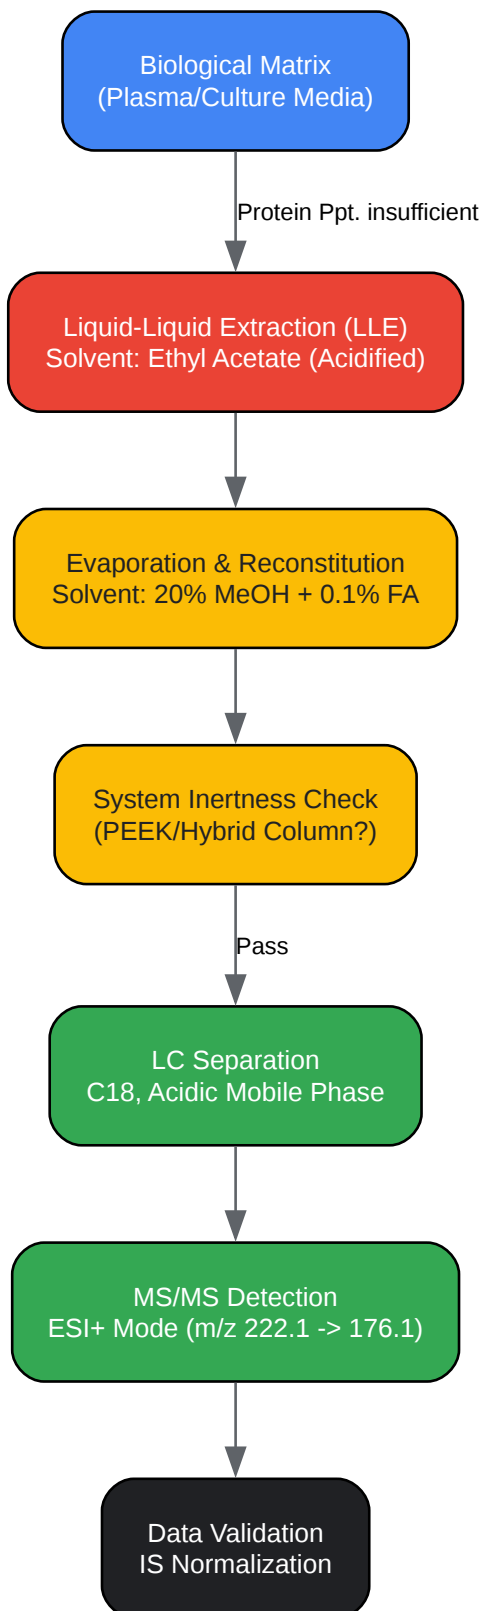 Biological Matrix
(Plasma/Culture Media)
Protein Ppt. insufficient
Liquid-Liquid Extraction (LLE)
Solvent: Ethyl Acetate (Acidified)
Evaporation & Reconstitution
Solvent: 20% MeOH + 0.1% FA
System Inertness Check
(PEEK/Hybrid Column?)
Pass
LC Separation
C18, Acidic Mobile Phase
MS/MS Detection
ESI+ Mode (m/z 222.1 -> 176.1)
Data Validation
IS Normalization